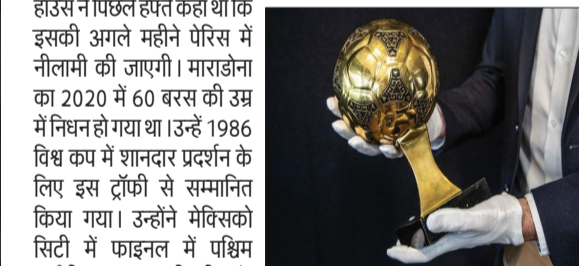 हाउस ने पिछले हफ्ते कहा था कि
इसकी अगले महीने पेरिस में
नीलामी की जाएगी। माराडोना
का 2020 में 60 बरस की उम्र
में निधन हो गया था ।उन्हें 1986
विश्व कप में शानदार प्रदर्शन के
लिए इस ट्रॉफी से सम्मानित
किया गया। उन्होंने मेक्सिको
सिटी में फाइनल में पश्चिम